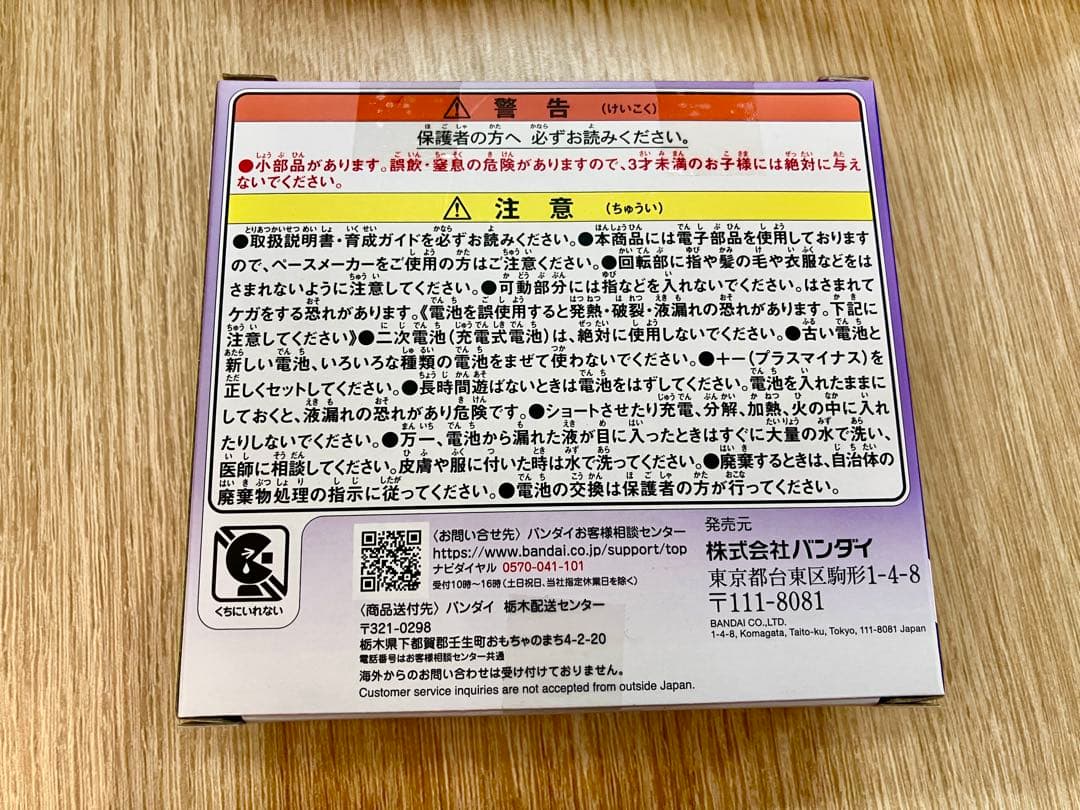 警告 (けいこく)
保護者の方へ 必ずお読みください。
●小部品があります。誤飲・窒息の危険がありますので、3才未満のお子様には絶対に与え
ないでください。
注意 (ちゅうい)
●取扱説明書・育成ガイドを必ずお読みください。●本商品には電子部品を使用しております
ので、ペースメーカーをご使用の方はご注意ください。●回転部に指や髪の毛や衣服などをは
さまれないように注意してください。●可動部分には指などを入れないでください。はさまれて
ケガをする恐れがあります。《電池を誤使用すると発熱・破裂・液漏れの恐れがあります。下記に
注意してください》●二次電池(充電式電池)は、絶対に使用しないでください。●古い電池と
新しい電池、いろいろな種類の電池をまぜて使わないでください。●+−(プラスマイナス)を
正しくセットしてください。●長時間遊ばないときは電池をはずしてください。電池を入れたままに
しておくと、液漏れの恐れがあり危険です。●ショートさせたり充電、分解、加熱、火の中に入れ
たりしないでください。●万一、電池から漏れた液が目に入ったときはすぐに大量の水で洗い、
医師に相談してください。皮膚や服に付いた時は水で洗ってください。●廃棄するときは、自治体の
廃棄物処理の指示に従ってください。●電池の交換は保護者の方が行ってください。
くちにいれない
〈お問い合せ先〉バンダイお客様相談センター
https://www.bandai.co.jp/support/top
ナビダイヤル 0570-041-101
受付10時〜16時(土日祝日、当社指定休業日を除く)
〈商品送付先〉バンダイ 栃木配送センター
〒321-0298
栃木県下都賀郡壬生町おもちゃのまち4-2-20
電話番号はお客様相談センター共通
海外からのお問い合わせは受け付けておりません。
Customer service inquiries are not accepted from outside Japan.
発売元
株式会社バンダイ
東京都台東区駒形1-4-8
〒111-8081
BANDAI CO.,LTD.
1-4-8, Komagata, Taito-ku, Tokyo, 111-8081 Japan